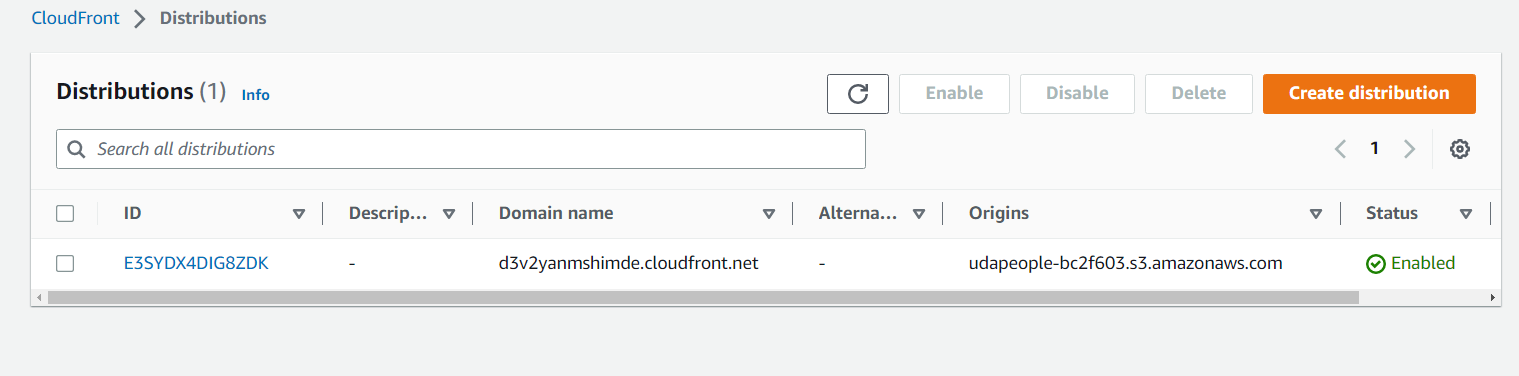 CloudFront > Distributions
Distributions (1) Info
Enable Disable Delete Create distribution
Search all distributions
1
ID Descrip... Domain name Alterna... Origins Status
E3SYDX4DIG8ZDK - d3v2yanmshimde.cloudfront.net - udapeople-bc2f603.s3.amazonaws.com Enabled